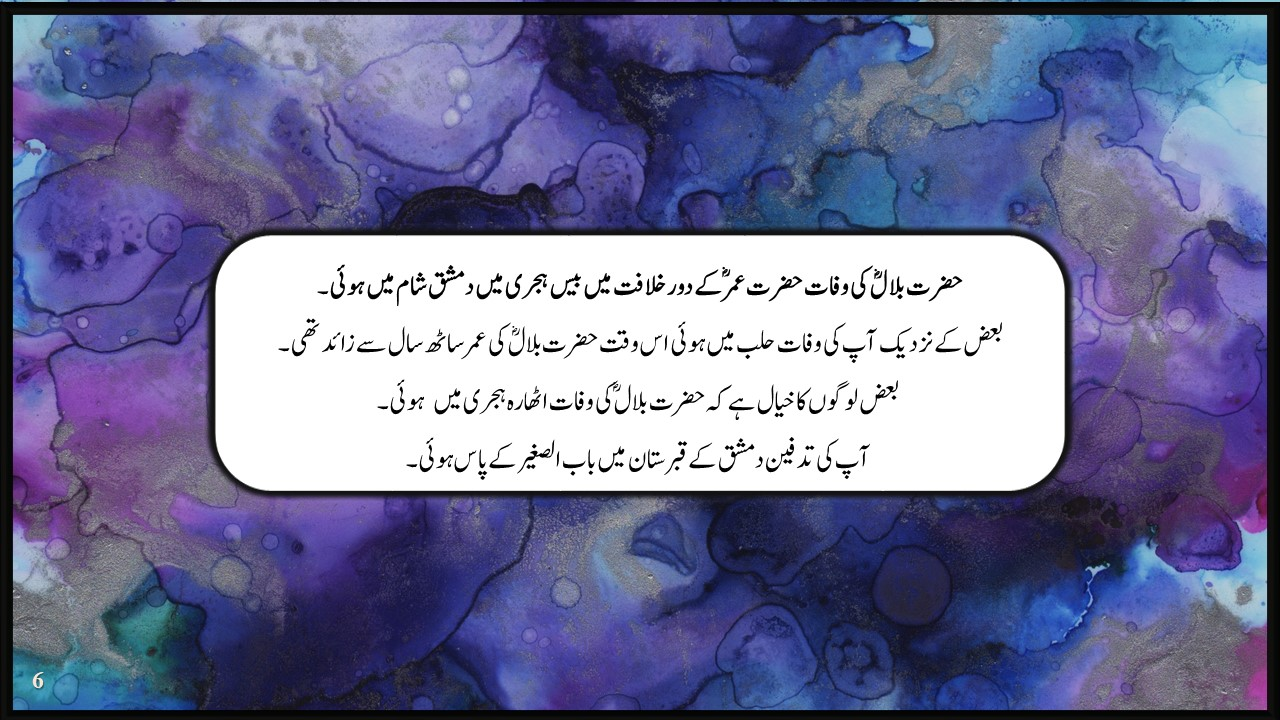 حضرت بلالؓ کی وفات حضرت عمرؓ کے دور خلافت میں بیس ہجری میں دمشق شام میں ہوئی۔
بعض کے نزدیک آپ کی وفات حلب میں ہوئی اس وقت حضرت بلالؓ کی عمر ساٹھ سال سے زائد تھی۔
بعض لوگوں کا خیال ہے کہ حضرت بلالؓ کی وفات اٹھارہ ہجری میں ہوئی۔
آپ کی تدفین دمشق کے قبرستان میں باب الصغیر کے پاس ہوئی۔
6